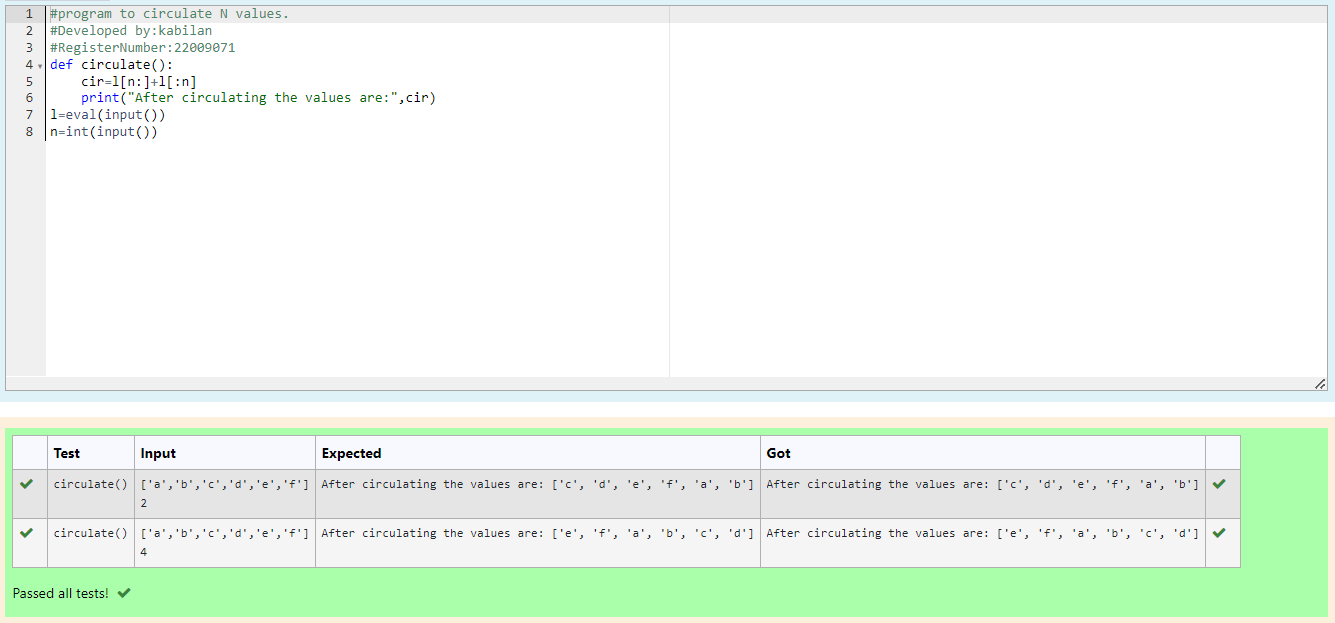 1 #program to circulate N values.
2 #Developed by:kabilan
3 #RegisterNumber:22009071
4 def circulate():
5     cir=l[n:]+l[:n]
6     print("After circulating the values are:",cir)
7 l=eval(input())
8 n=int(input())
Test Input Expected Got
circulate() ['a','b','c','d','e','f'] After circulating the values are: ['c', 'd', 'e', 'f', 'a', 'b'] After circulating the values are: ['c', 'd', 'e', 'f', 'a', 'b']
2
circulate() ['a','b','c','d','e','f'] After circulating the values are: ['e', 'f', 'a', 'b', 'c', 'd'] After circulating the values are: ['e', 'f', 'a', 'b', 'c', 'd']
4
Passed all tests!